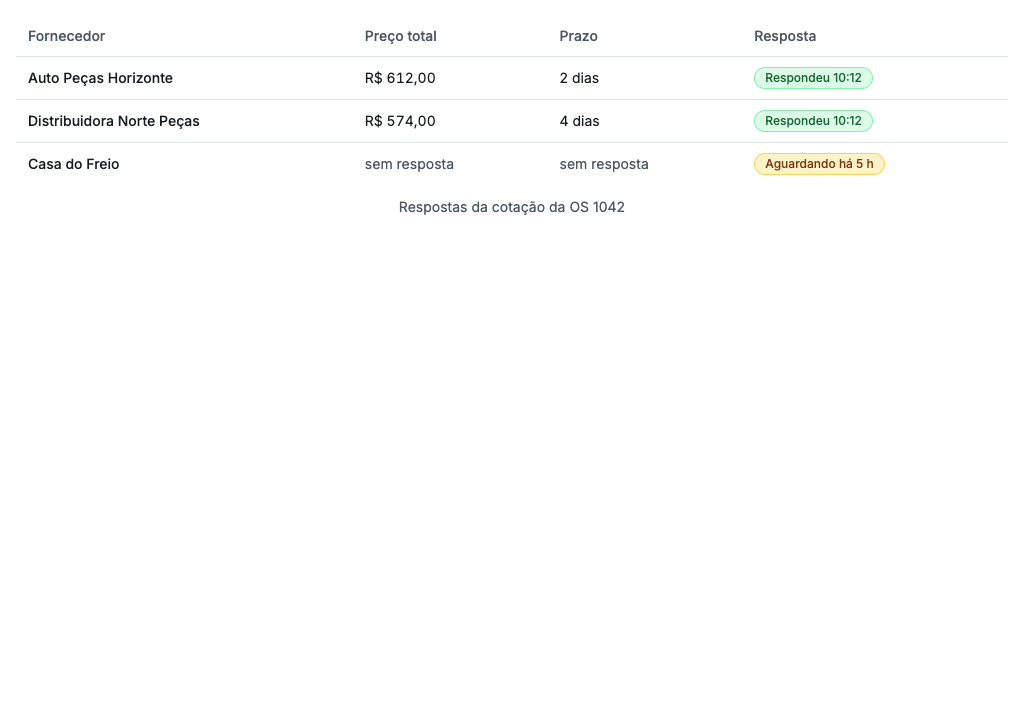 Fornecedor Preço total Prazo Resposta
Auto Peças Horizonte R$ 612,00 2 dias Respondeu 10:12
Distribuidora Norte Peças R$ 574,00 4 dias Respondeu 10:12
Casa do Freio sem resposta sem resposta Aguardando há 5 h
Respostas da cotação da OS 1042